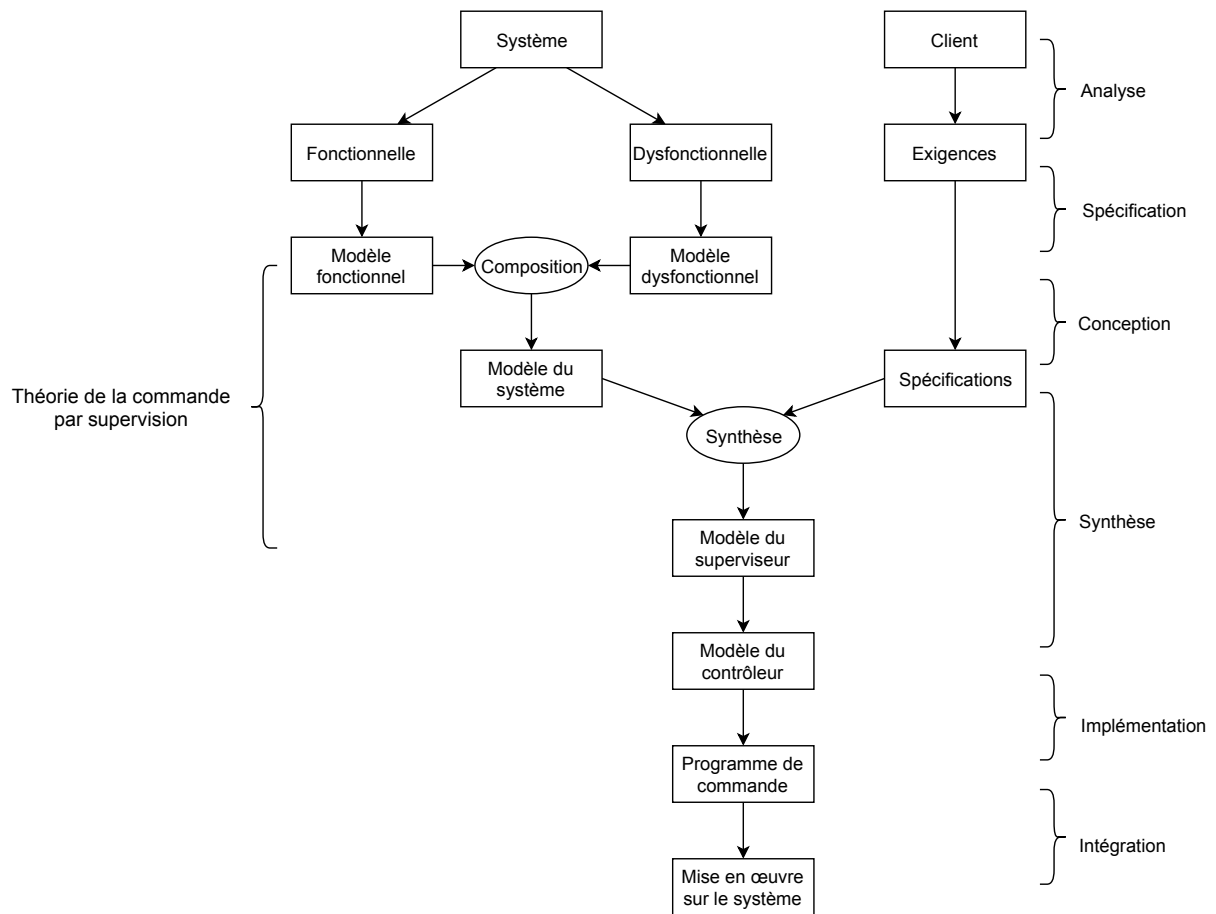 Système
Client
Analyse
Fonctionnelle
Dysfonctionnelle
Exigences
Spécification
Modèle
fonctionnel
Composition
Modèle
dysfonctionnel
Conception
Théorie de la commande
par supervision
Modèle du
système
Spécifications
Synthèse
Synthèse
Modèle du
superviseur
Modèle du
contrôleur
Implémentation
Programme de
commande
Intégration
Mise en œuvre
sur le système